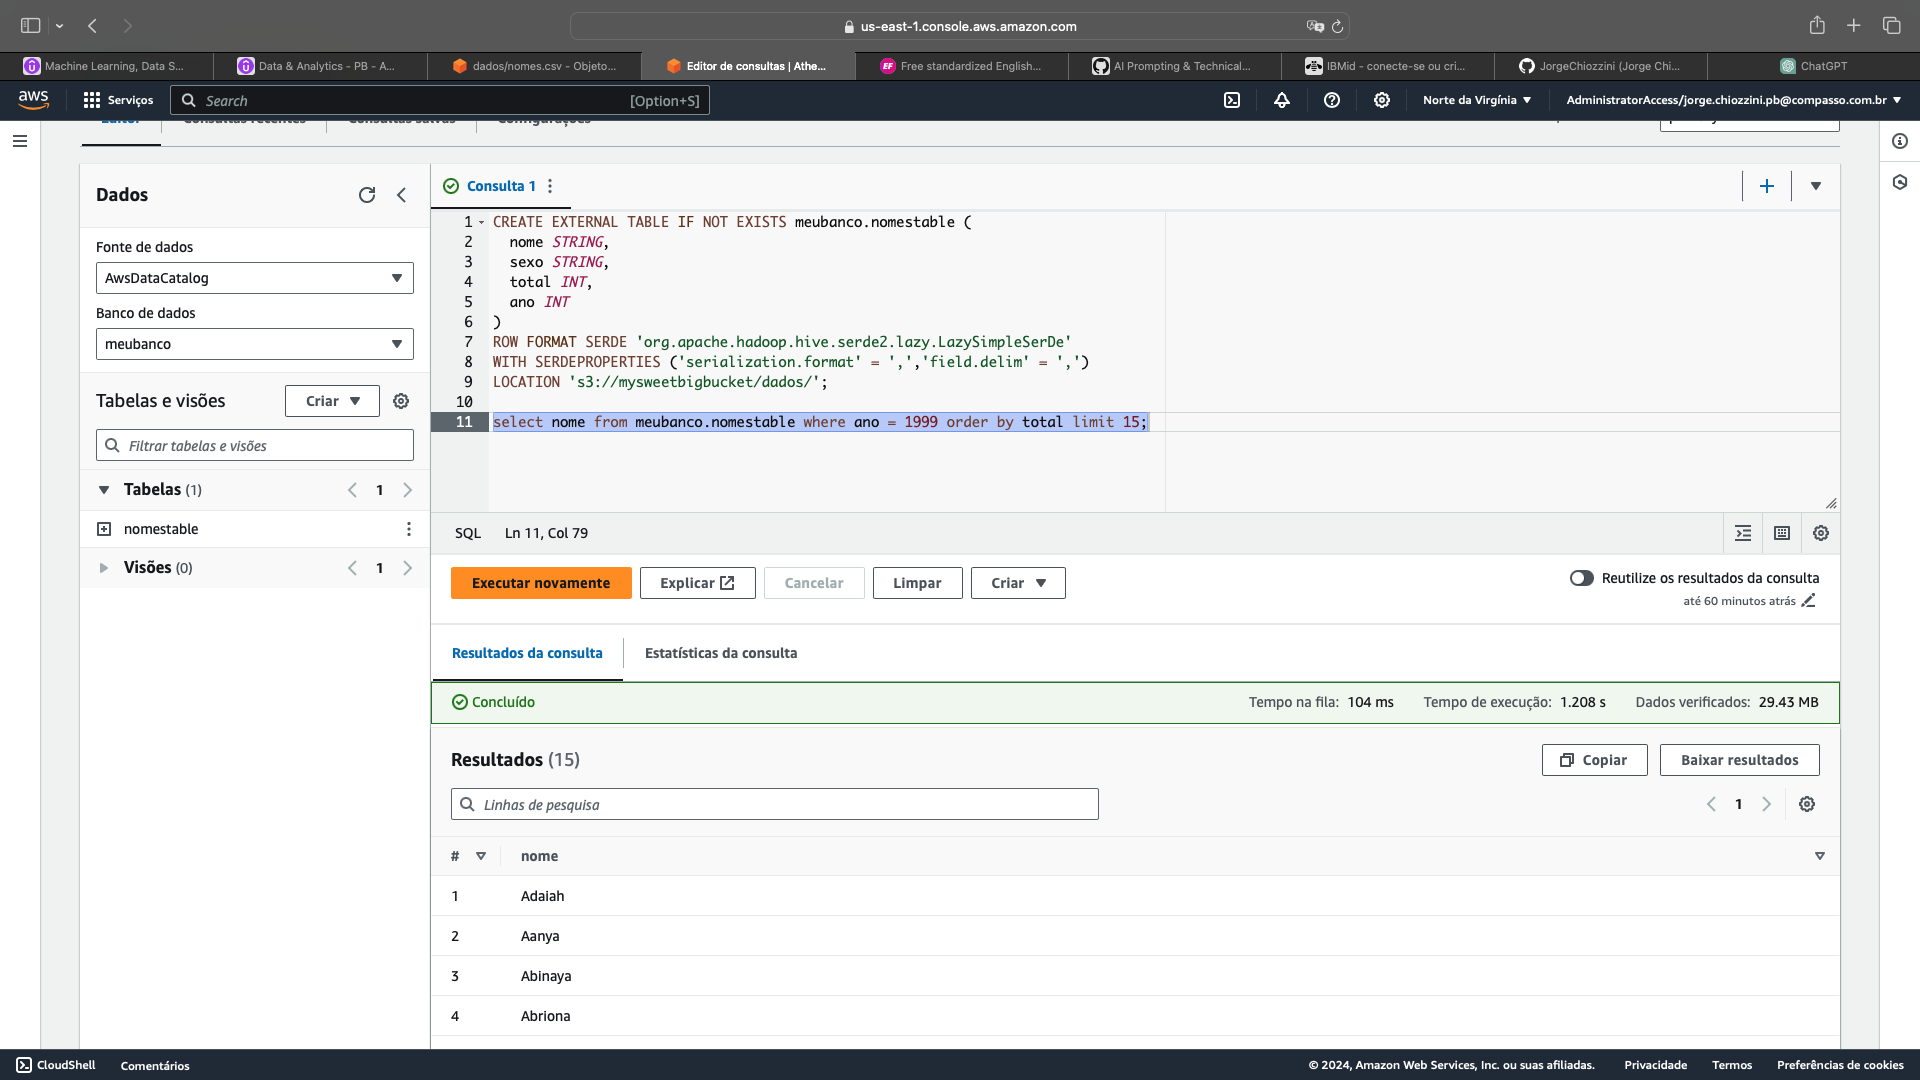 us-east-1.console.aws.amazon.com
Machine Learning, Data S...
Data & Analytics - PB - A...
dados/nomes.csv - Objeto...
Editor de consultas | Athe...
Free standardized English...
AI Prompting & Technical...
IBMid - conecte-se ou cri...
JorgeChiozzini (Jorge Chi...
ChatGPT
aws
Serviços
Search
[Option+S]
Norte da Virgínia
AdministratorAccess/jorge.chiozzini.pb@compasso.com.br
Editor
Consultas recentes
Consultas salvas
Configurações
Dados
Fonte de dados
AwsDataCatalog
Banco de dados
meubanco
Tabelas e visões
Criar
Filtrar tabelas e visões
Tabelas (1)
1
nomestable
Visões (0)
1
Consulta 1
1 CREATE EXTERNAL TABLE IF NOT EXISTS meubanco.nomestable (
2 nome STRING,
3 sexo STRING,
4 total INT,
5 ano INT
6 )
7 ROW FORMAT SERDE 'org.apache.hadoop.hive.serde2.lazy.LazySimpleSerDe'
8 WITH SERDEPROPERTIES ('serialization.format' = ',','field.delim' = ',')
9 LOCATION 's3://mysweetbigbucket/dados/';
10
11 select nome from meubanco.nomestable where ano = 1999 order by total limit 15;
SQL
Ln 11, Col 79
Executar novamente
Explicar
Cancelar
Limpar
Criar
Reutilize os resultados da consulta
até 60 minutos atrás
Resultados da consulta
Estatísticas da consulta
Concluído
Tempo na fila: 104 ms
Tempo de execução: 1.208 s
Dados verificados: 29.43 MB
Resultados (15)
Copiar
Baixar resultados
Linhas de pesquisa
1
# nome
1 Adaiah
2 Aanya
3 Abinaya
4 Abriona
CloudShell
Comentários
© 2024, Amazon Web Services, Inc. ou suas afiliadas.
Privacidade
Termos
Preferências de cookies